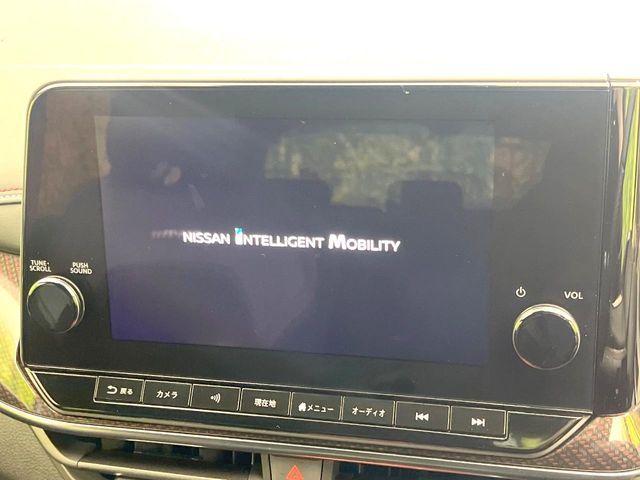 NISSAN INTELLIGENT MOBILITY
TUNE·
SCROLL
PUSH
SOUND
VOL
戻る
カメラ
現在地
メニュー
オーディオ